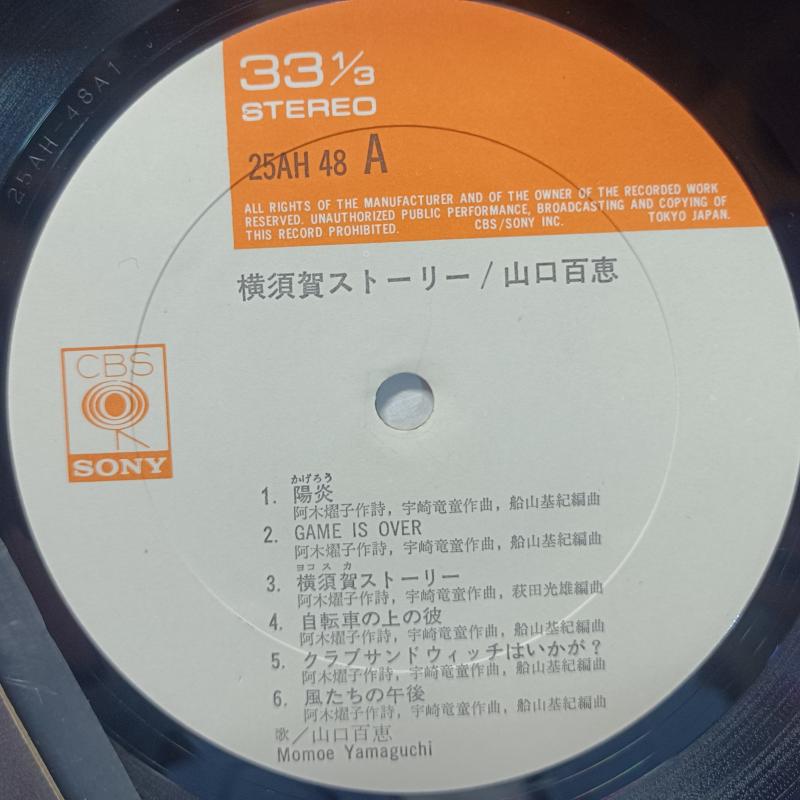 25AH-48A1
33 1/3
STEREO
25AH 48 A
ALL RIGHTS OF THE MANUFACTURER AND OF THE OWNER OF THE RECORDED WORK
RESERVED. UNAUTHORIZED PUBLIC PERFORMANCE, BROADCASTING AND COPYING OF
THIS RECORD PROHIBITED. CBS/SONY INC. TOKYO JAPAN.
横須賀ストーリー/山口百恵
CBS
SONY
かげろう
1. 陽炎
阿木燿子作詩, 宇崎竜童作曲, 船山基紀編曲
2. GAME IS OVER
阿木燿子作詩, 宇崎竜童作曲, 船山基紀編曲
ヨコスカ
3. 横須賀ストーリー
阿木燿子作詩, 宇崎竜童作曲, 萩田光雄編曲
4. 自転車の上の彼
阿木燿子作詩, 宇崎竜童作曲, 船山基紀編曲
5. クラブサンドウィッチはいかが?
阿木燿子作詩, 宇崎竜童作曲, 船山基紀編曲
6. 風たちの午後
阿木燿子作詩, 宇崎竜童作曲, 船山基紀編曲
歌/山口百恵
Momoe Yamaguchi